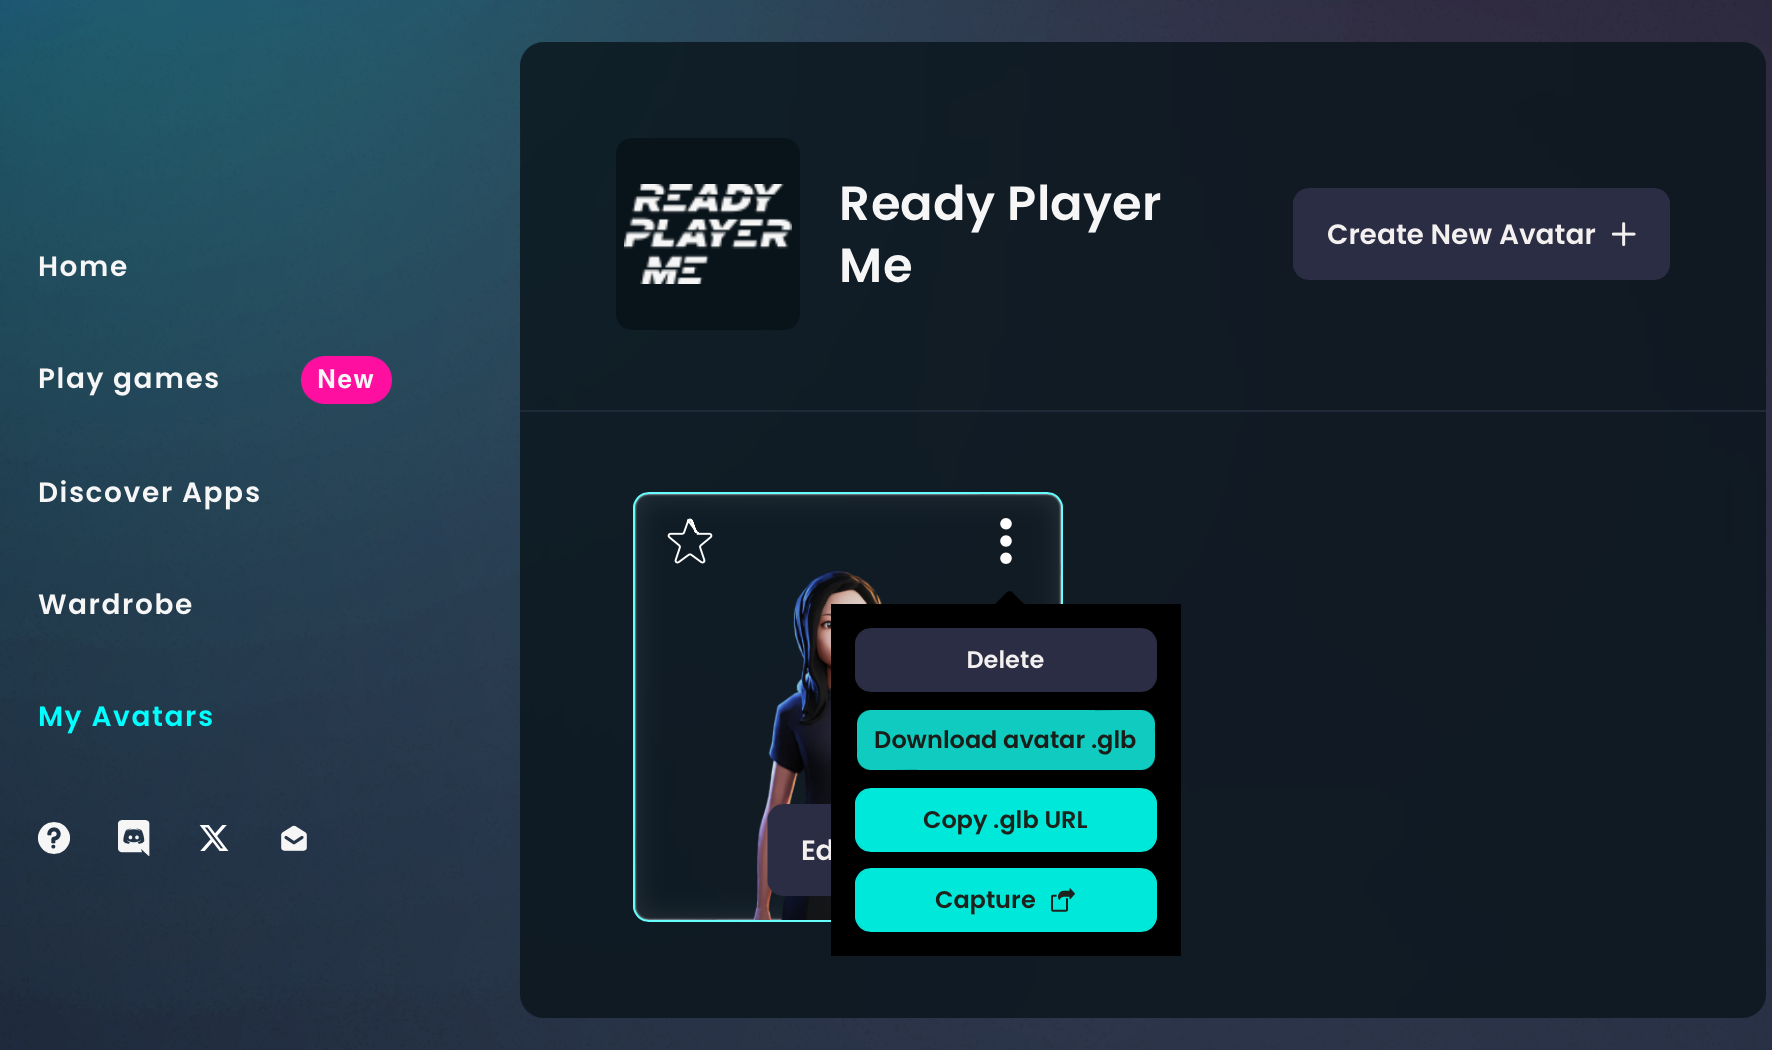 Home
Play games
New
Discover Apps
Wardrobe
My Avatars
READY
PLAYER
ME
Ready Player
Me
Create New Avatar
Delete
Download avatar .glb
Copy .glb URL
Capture
Ed